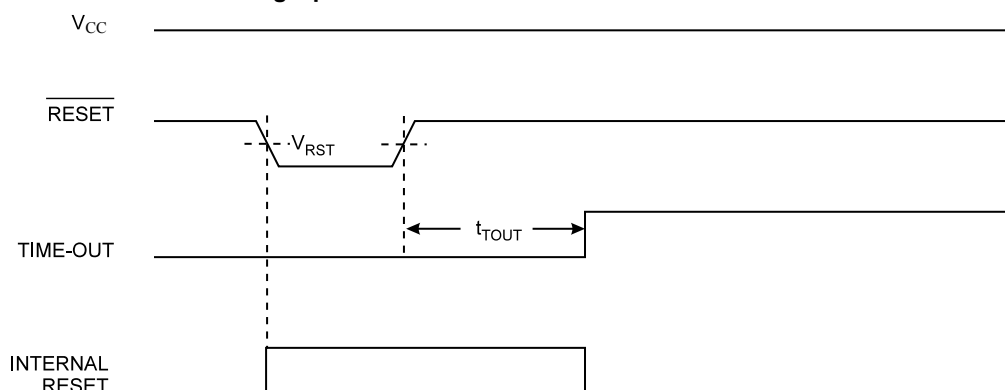 VCC
RESET
VRST
tTOUT
TIME-OUT
INTERNAL
RESET